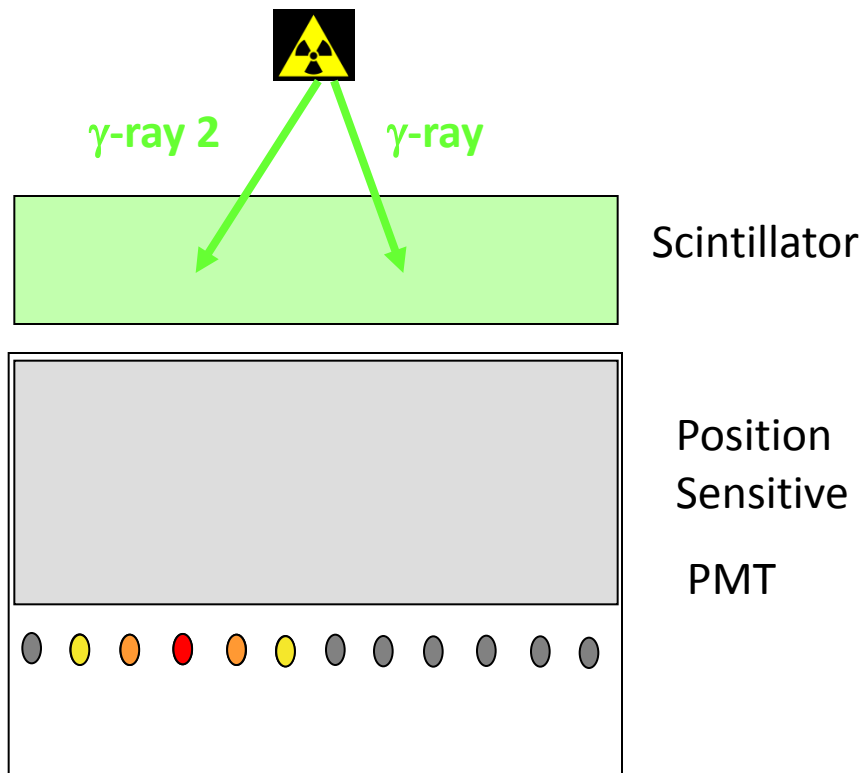 γ-ray 2
γ-ray
Scintillator
Position
Sensitive
PMT